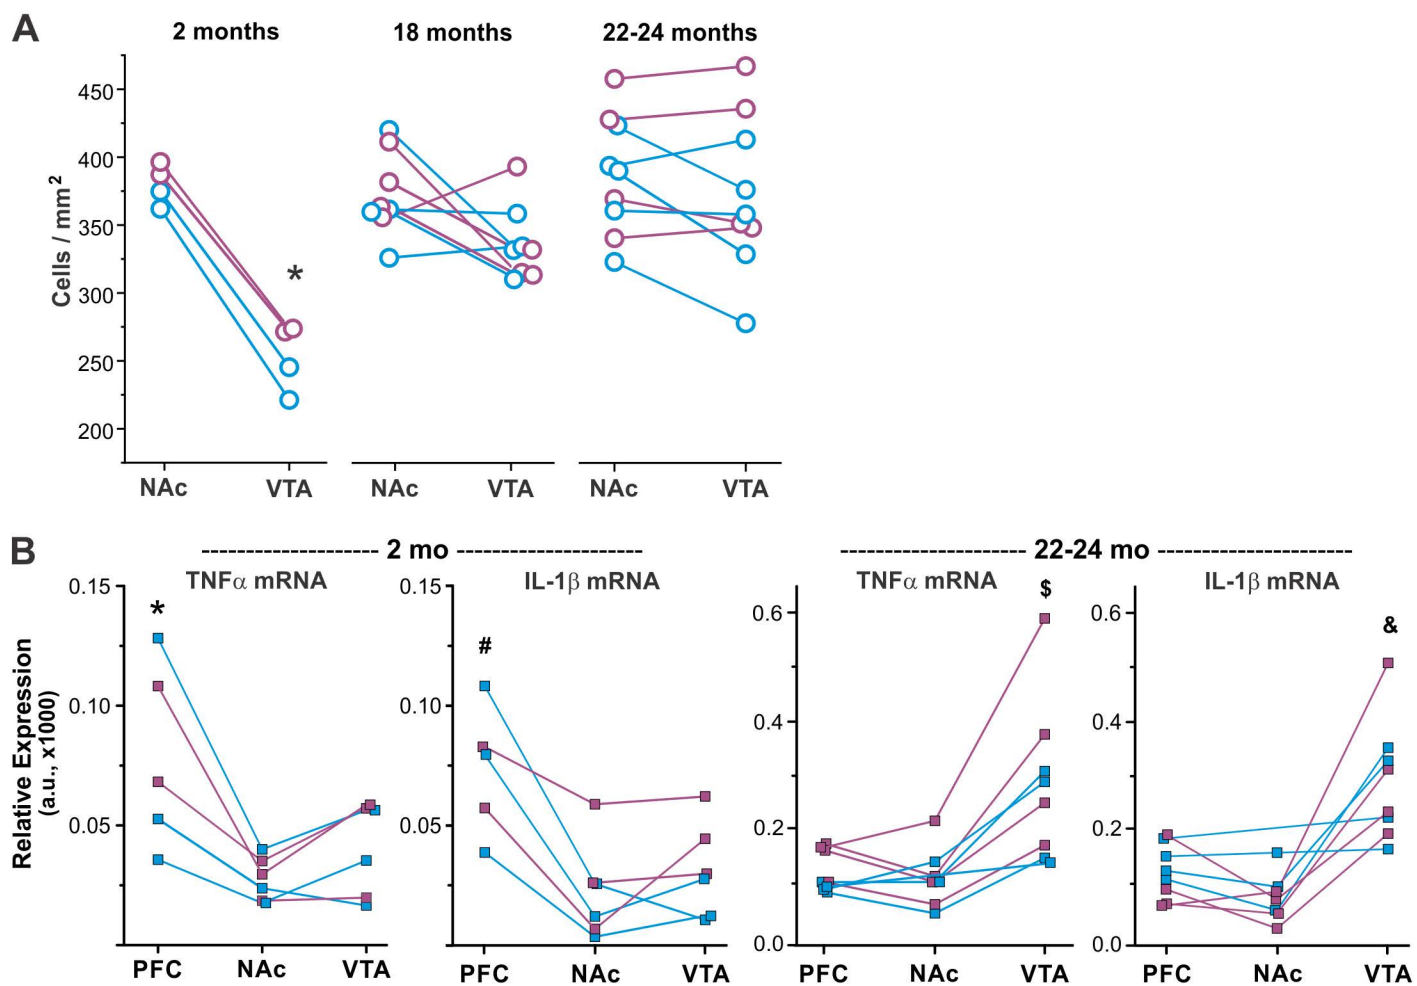 A
2 months 18 months 22-24 months
450
400
350
300
250
200
Cells / mm²
*
NAc VTA NAc VTA NAc VTA
B
---------------------- 2 mo ----------------------- ------------------------ 22-24 mo ------------------------
TNFα mRNA IL-1β mRNA TNFα mRNA IL-1β mRNA
Relative Expression
(a.u., x1000)
0.15 0.15 0.6 0.6
* # $ &
0.10 0.10 0.4 0.4
0.05 0.05 0.2 0.2
0.0 0.0
PFC NAc VTA PFC NAc VTA PFC NAc VTA PFC NAc VTA